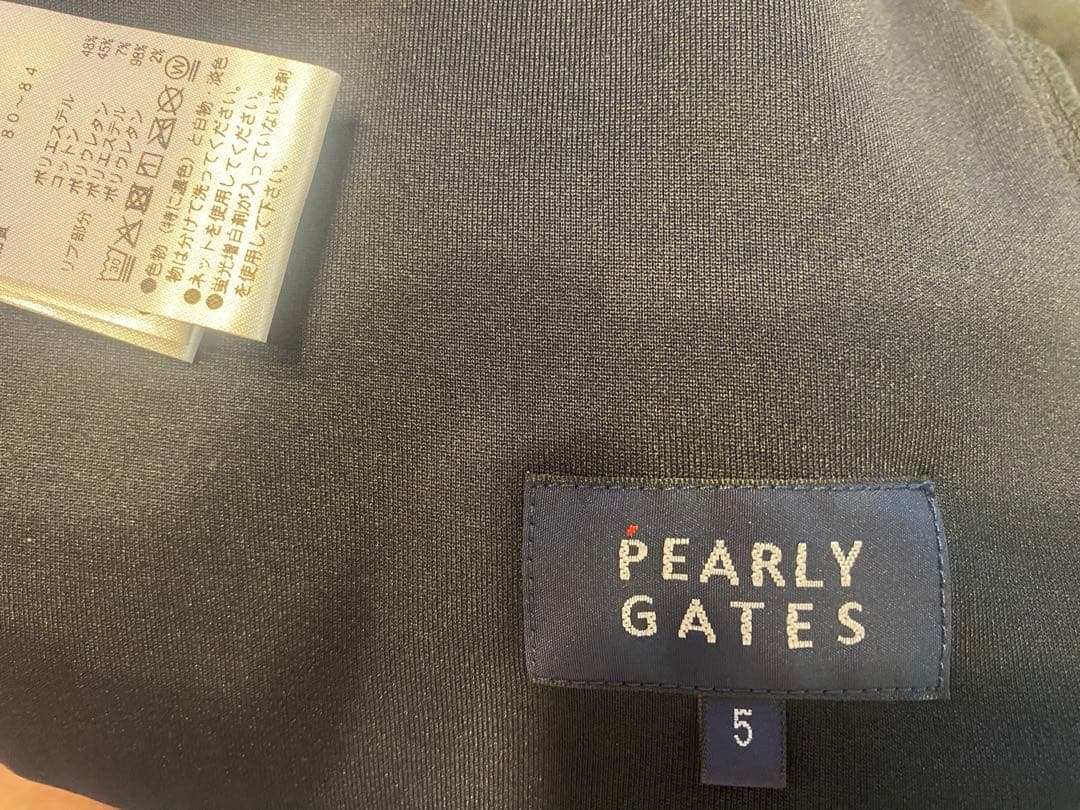 80~84
ポリエステル 48%
コットン 45%
ポリウレタン 7%
リブ部分 ポリエステル 98%
ポリウレタン 2%
30 W
●色物(特に濃色)と白物・淡色
物は分けて洗ってください。
●ネットを使用してください。
●蛍光増白剤が入っていない洗剤
を使用して下さい。
PEARLY
GATES
5